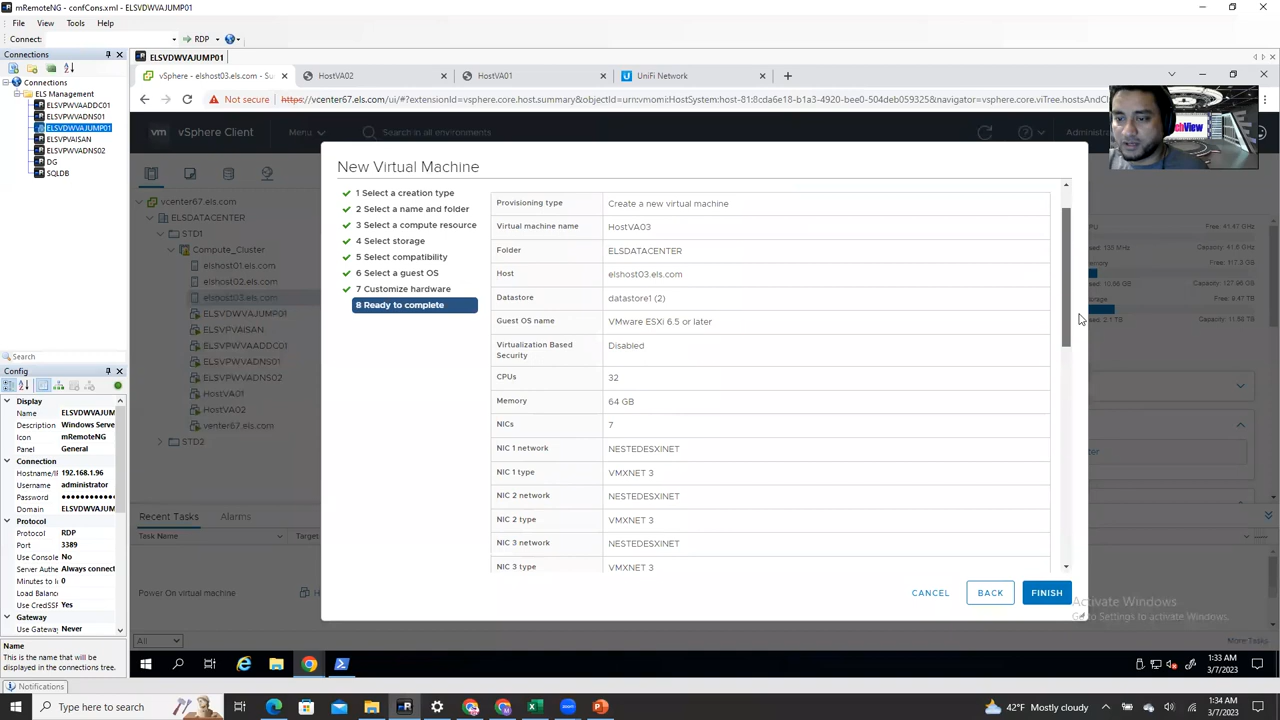 mRemoteNG - confCons.xml - ELSVDWVAJUMP01
File View Tools Help
Connect: RDP
Connections
ELSVDWVAJUMP01
Connections
ELS Management
ELSVPWVAADDC01
ELSVPWVADNS01
ELSVDWVAJUMP01
ELSVPVAISAN
ELSVPWVADNS02
DG
SQLDB
vSphere - elshost03.els.com - Su
HostVA02
HostVA01
UniFi Network
Not secure
https://vcenter67.els.com/ui/#?extensionId=vsphere.core.host.summary&objectId=urn:vmomi:HostSystem:host-81:8cda6e18-b1a3-4920-bee0-504deb059325&navigator=vsphere.core.viTree.hostsAndCl
vm vSphere Client Menu Search in all environments
vcenter67.els.com
ELSDATACENTER
STD1
Compute_Cluster
elshost01.els.com
elshost02.els.com
elshost03.els.com
ELSVDWVAJUMP01
ELSVPVAISAN
ELSVPWVAADDC01
ELSVPWVADNS01
ELSVPWVADNS02
HostVA01
HostVA02
venter67.els.com
STD2
New Virtual Machine
1 Select a creation type
2 Select a name and folder
3 Select a compute resource
4 Select storage
5 Select compatibility
6 Select a guest OS
7 Customize hardware
8 Ready to complete
Provisioning type Create a new virtual machine
Virtual machine name HostVA03
Folder ELSDATACENTER
Host elshost03.els.com
Datastore datastore1 (2)
Guest OS name VMware ESXi 6.5 or later
Virtualization Based Security Disabled
CPUs 32
Memory 64 GB
NICs 7
NIC 1 network NESTEDESXINET
NIC 1 type VMXNET 3
NIC 2 network NESTEDESXINET
NIC 2 type VMXNET 3
NIC 3 network NESTEDESXINET
NIC 3 type VMXNET 3
CANCEL BACK FINISH
Free: 41.47 GHz
Capacity: 41.6 GHz
Capacity: 127.96 GB
Free: 9.47 TB
Capacity: 11.56 TB
Search
Config
Display
Name ELSVDWVAJUM
Description Windows Serve
Icon mRemoteNG
Panel General
Connection
Hostname/IF 192.168.1.96
Username administrator
Password
Domain ELSVDWVAJUM
Protocol
Protocol RDP
Port 3389
Use Console No
Server Authe Always connect
Minutes to I 0
Load Balanc
Use CredSSF Yes
Gateway
Use Gatewa Never
Name
This is the name that will be displayed in the connections tree.
Notifications
Recent Tasks Alarms
Task Name Target
Power On virtual machine
All
More Tasks
Activate Windows
Go to Settings to activate Windows.
1:33 AM
3/7/2023
Type here to search
42°F Mostly cloudy
1:34 AM
3/7/2023